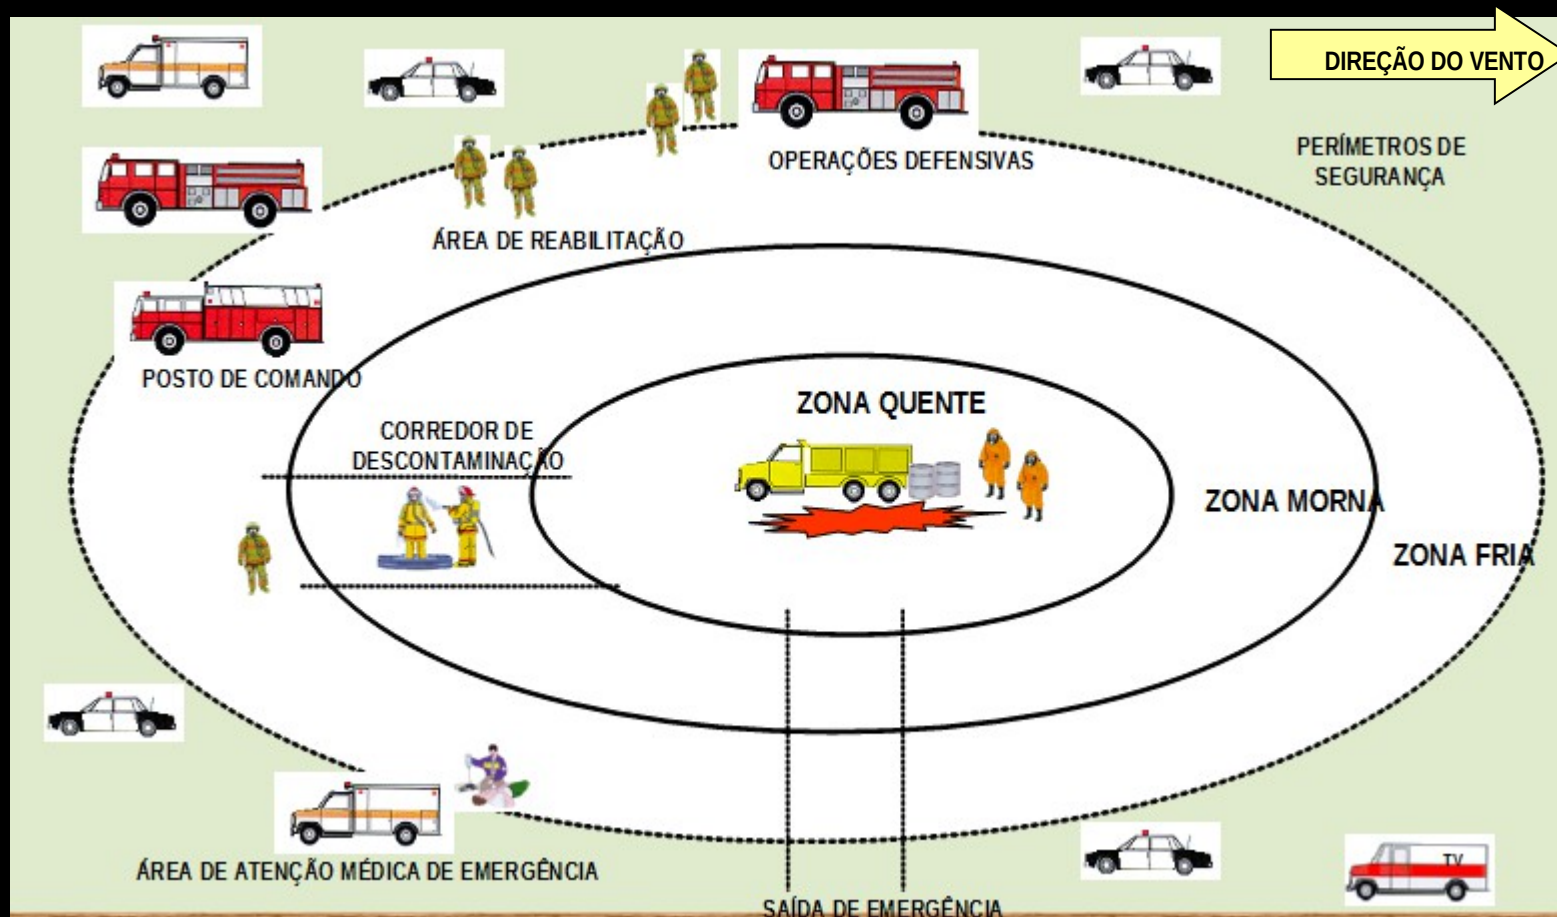 DIREÇÃO DO VENTO
PERÍMETROS DE
SEGURANÇA
OPERAÇÕES DEFENSIVAS
ÁREA DE REABILITAÇÃO
POSTO DE COMANDO
ZONA QUENTE
CORREDOR DE
DESCONTAMINAÇÃO
ZONA MORNA
ZONA FRIA
TV
ÁREA DE ATENÇÃO MÉDICA DE EMERGÊNCIA
SAÍDA DE EMERGÊNCIA